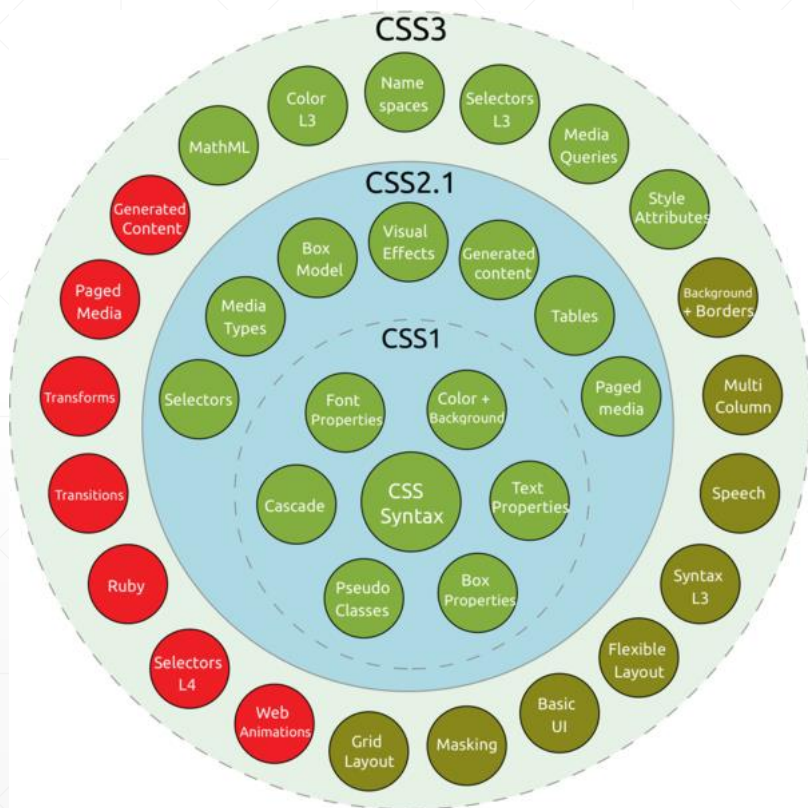 CSS3
Name
spaces
Selectors
L3
Media
Queries
Style
Attributes
Background
+ Borders
Multi
Column
Speech
Syntax
L3
Flexible
Layout
Basic
UI
Masking
Grid
Layout
Web
Animations
Selectors
L4
Ruby
Transitions
Transforms
Paged
Media
Generated
Content
MathML
Color
L3
CSS2.1
Selectors
Media
Types
Box
Model
Visual
Effects
Generated
content
Tables
Paged
media
CSS1
Font
Properties
Color +
Background
Cascade
CSS
Syntax
Text
Properties
Pseudo
Classes
Box
Properties